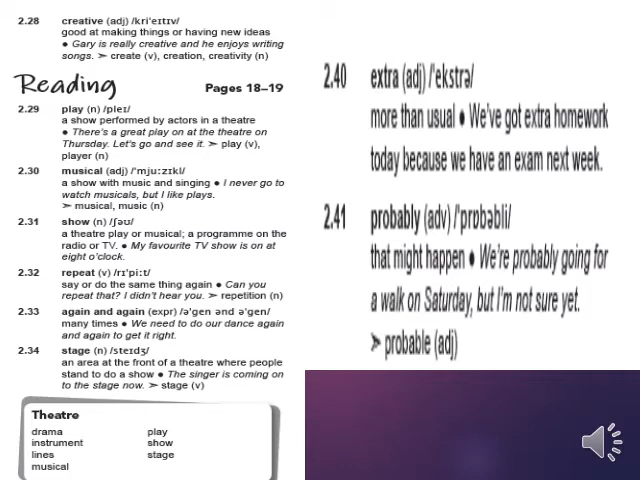 2.28 creative (adj) /kriˈeɪtɪv/
good at making things or having new ideas
● Gary is really creative and he enjoys writing
songs. ➣ create (v), creation, creativity (n)
Reading Pages 18–19
2.29 play (n) /pleɪ/
a show performed by actors in a theatre
● There's a great play on at the theatre on
Thursday. Let's go and see it. ➣ play (v),
player (n)
2.30 musical (adj) /ˈmjuːzɪkl/
a show with music and singing ● I never go to
watch musicals, but I like plays.
➣ musical, music (n)
2.31 show (n) /ʃəʊ/
a theatre play or musical; a programme on the
radio or TV. ● My favourite TV show is on at
eight o'clock.
2.32 repeat (v) /rɪˈpiːt/
say or do the same thing again ● Can you
repeat that? I didn't hear you. ➣ repetition (n)
2.33 again and again (expr) /əˈgen ənd əˈgen/
many times ● We need to do our dance again
and again to get it right.
2.34 stage (n) /steɪdʒ/
an area at the front of a theatre where people
stand to do a show ● The singer is coming on
to the stage now. ➣ stage (v)
Theatre
drama
instrument
lines
musical
play
show
stage
2.40 extra (adj) /ˈekstrə/
more than usual ● We've got extra homework
today because we have an exam next week.
2.41 probably (adv) /ˈprɒbəbli/
that might happen ● We're probably going for
a walk on Saturday, but I'm not sure yet.
➣ probable (adj)